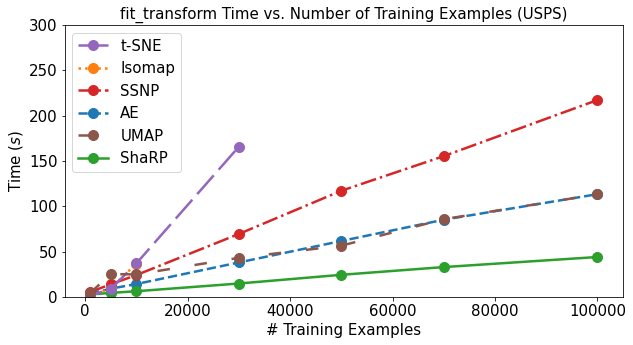 fit_transform Time vs. Number of Training Examples (USPS)
300
250
200
150
100
50
0
Time (s)
t-SNE
Isomap
SSNP
AE
UMAP
ShaRP
0 20000 40000 60000 80000 100000
# Training Examples